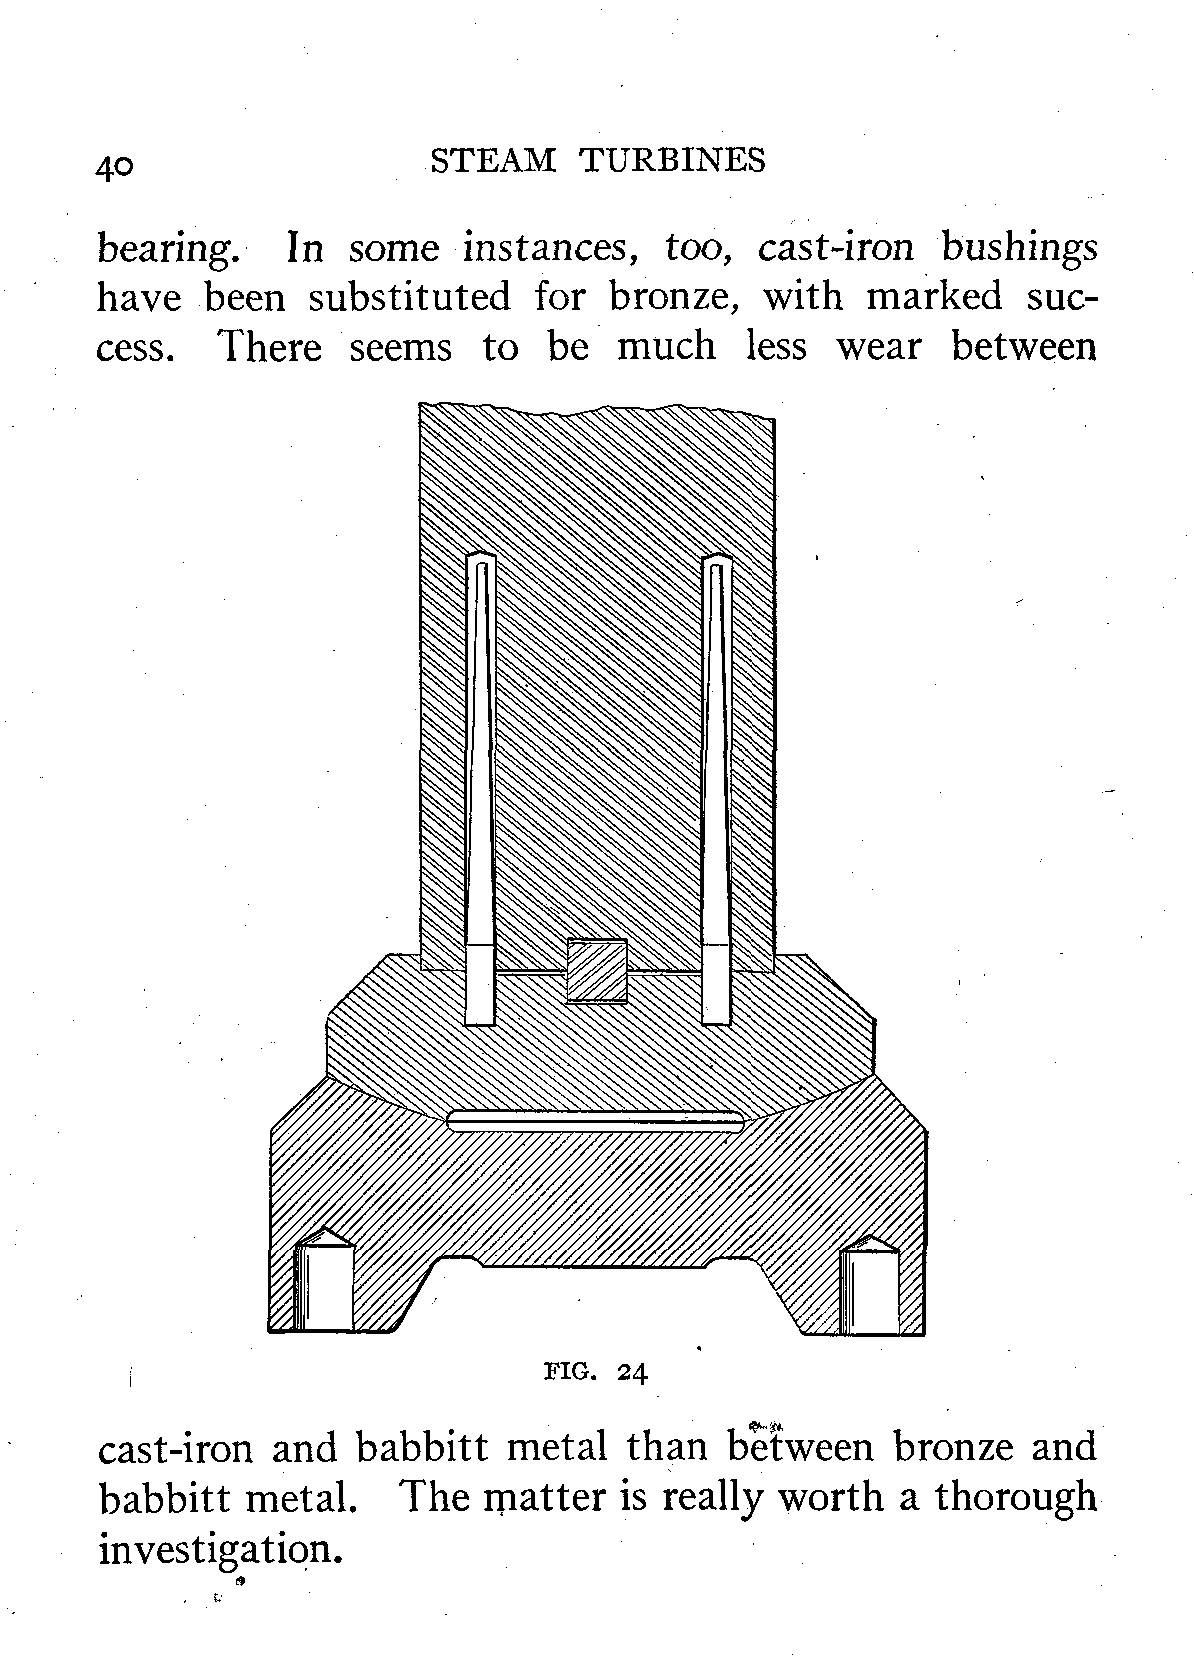 40
STEAM TURBINES
bearing. In some instances, too, cast-iron bushings
have been substituted for bronze, with marked suc-
cess. There seems to be much less wear between
FIG. 24
cast-iron and babbitt metal than between bronze and
babbitt metal. The matter is really worth a thorough
investigation.